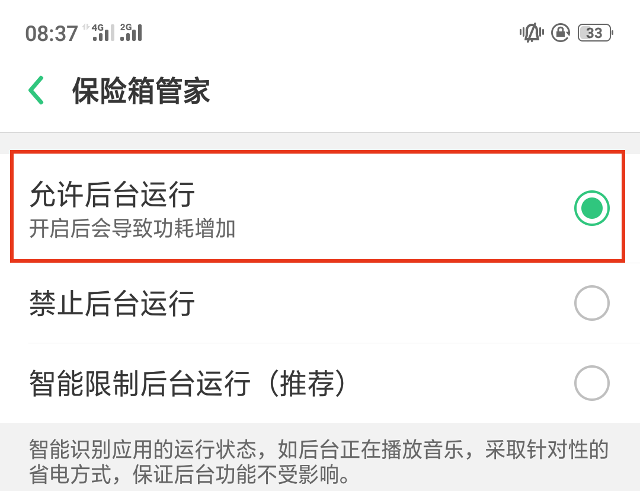 08:37 4G 2G 33
保险箱管家
允许后台运行
开启后会导致功耗增加
禁止后台运行
智能限制后台运行（推荐）
智能识别应用的运行状态，如后台正在播放音乐，采取针对性的
省电方式，保证后台功能不受影响。